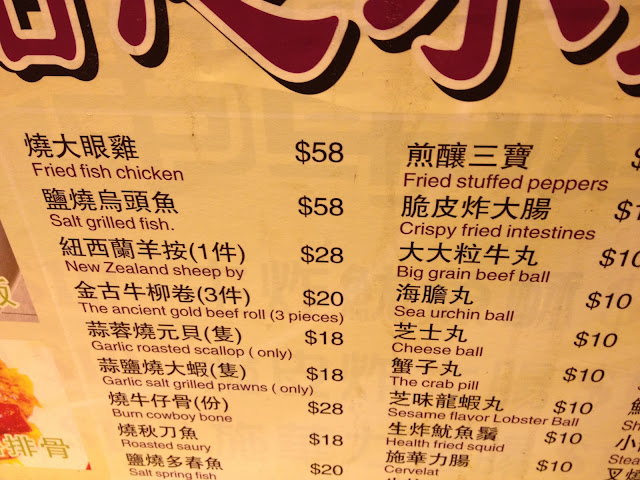 燒大眼雞 $58
Fried fish chicken
鹽燒烏頭魚 $58
Salt grilled fish.
紐西蘭羊按(1件) $28
New Zealand sheep by
金古牛柳卷(3件) $20
The ancient gold beef roll (3 pieces)
蒜蓉燒元貝(隻) $18
Garlic roasted scallop ( only)
蒜鹽燒大蝦(隻) $18
Garlic salt grilled prawns ( only)
燒牛仔骨(份) $28
Burn cowboy bone
燒秋刀魚 $18
Roasted saury
鹽燒多春魚 $20
Salt spring fish
煎釀三寶
Fried stuffed peppers
脆皮炸大腸
Crispy fried intestines
大大粒牛丸 $10
Big grain beef ball
海膽丸 $10
Sea urchin ball
芝士丸 $10
Cheese ball
蟹子丸 $10
The crab pill
芝味龍蝦丸 $10
Sesame flavor Lobster Ball
生炸魷魚鬚 $10
Health fried squid
施華力腸 $10
Cervelat
排骨